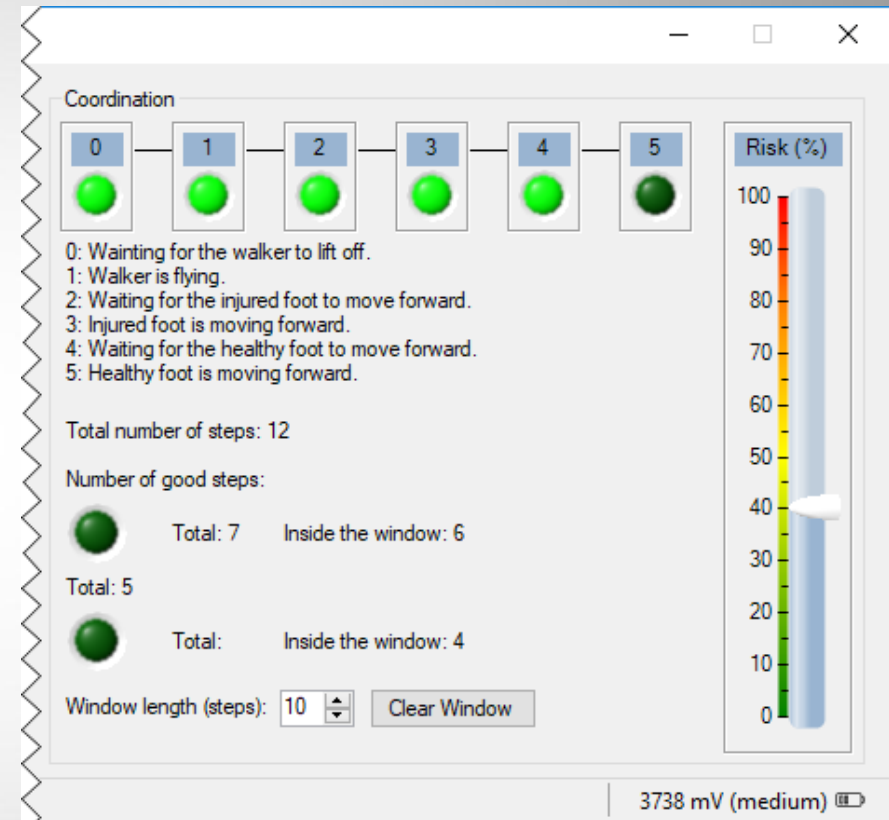 Coordination
0 1 2 3 4 5
0: Wainting for the walker to lift off.
1: Walker is flying.
2: Waiting for the injured foot to move forward.
3: Injured foot is moving forward.
4: Waiting for the healthy foot to move forward.
5: Healthy foot is moving forward.
Total number of steps: 12
Number of good steps:
Total: 7 Inside the window: 6
Total: 5
Total: Inside the window: 4
Window length (steps): 10 Clear Window
Risk (%)
100
90
80
70
60
50
40
30
20
10
0
3738 mV (medium)